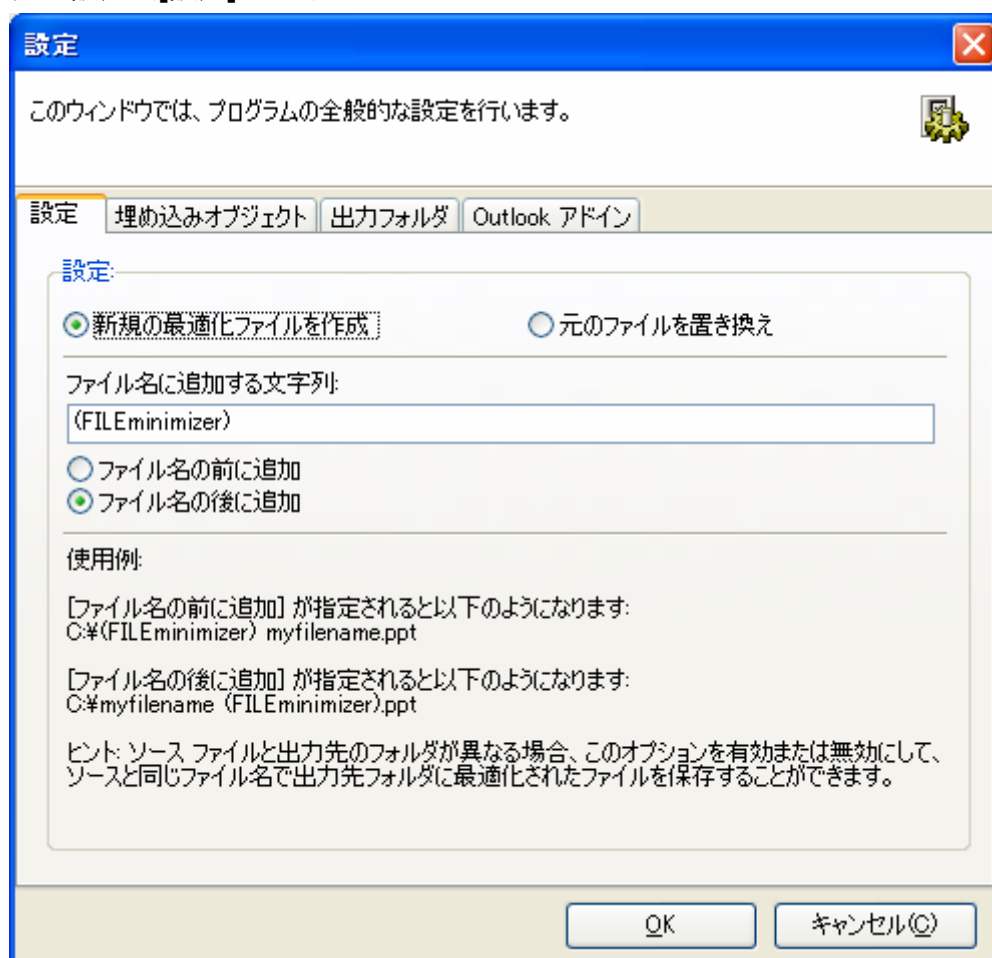 設定
このウィンドウでは、プログラムの全般的な設定を行います。
設定 埋め込みオブジェクト 出力フォルダ Outlook アドイン
設定:
新規の最適化ファイルを作成 元のファイルを置き換え
ファイル名に追加する文字列:
(FILEminimizer)
ファイル名の前に追加
ファイル名の後に追加
使用例:
[ファイル名の前に追加] が指定されると以下のようになります:
C:¥(FILEminimizer) myfilename.ppt
[ファイル名の後に追加] が指定されると以下のようになります:
C:¥myfilename (FILEminimizer).ppt
ヒント: ソース ファイルと出力先のフォルダが異なる場合、このオプションを有効または無効にして、
ソースと同じファイル名で出力先フォルダに最適化されたファイルを保存することができます。
OK キャンセル(C)